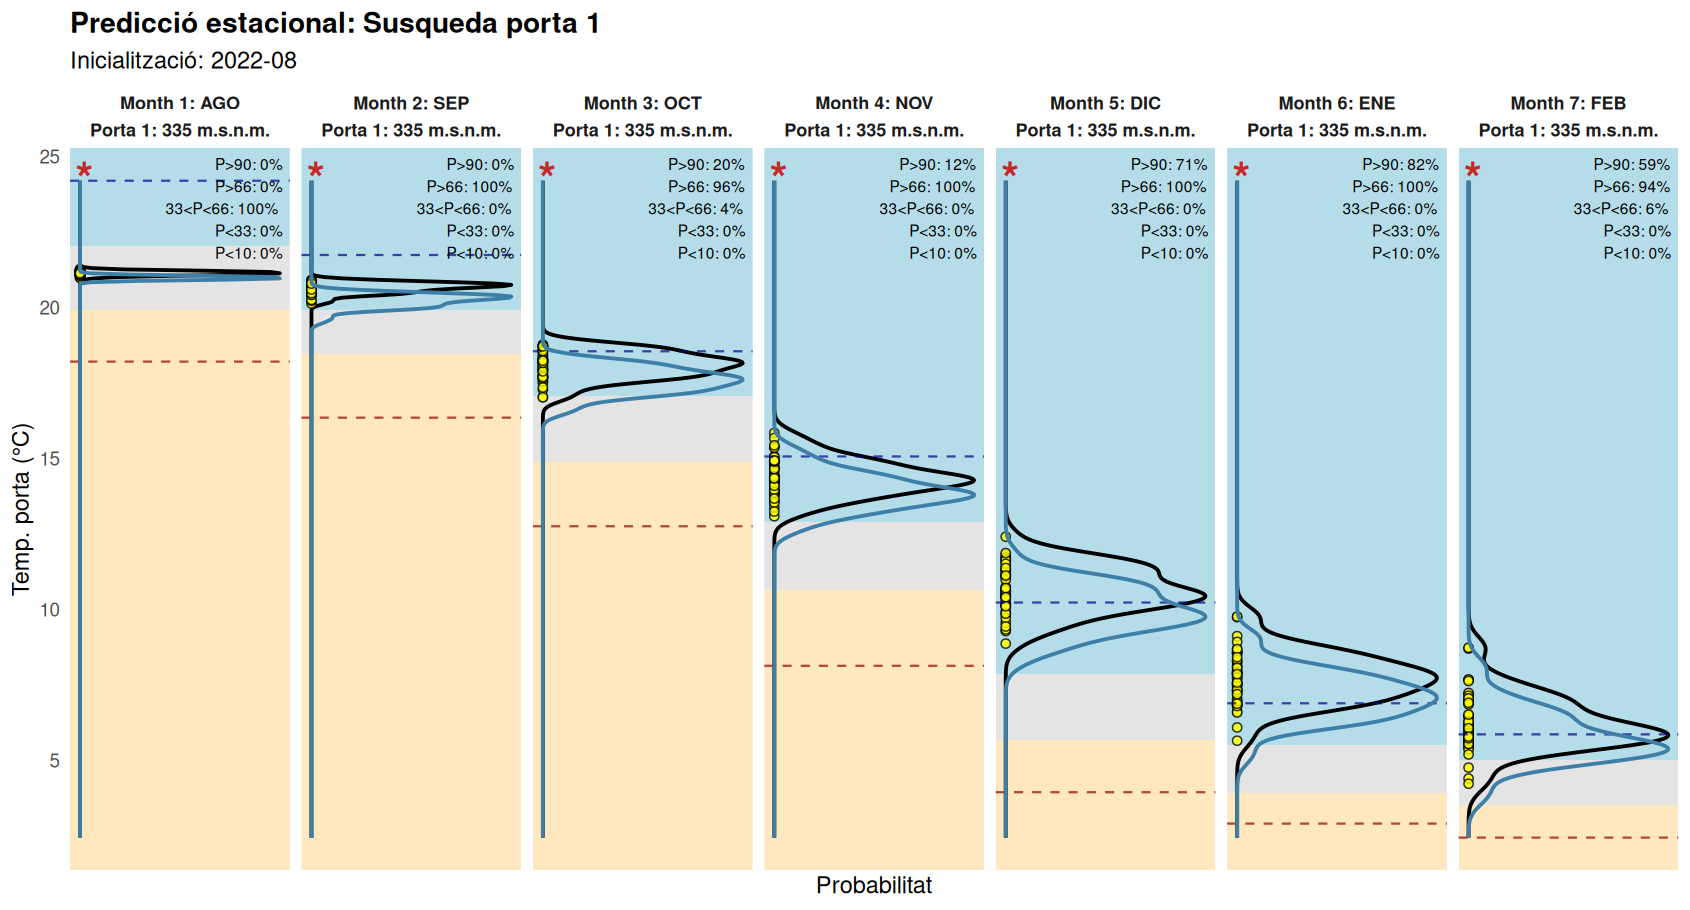 Predicció estacional: Susqueda porta 1
Inicialització: 2022-08
Month 1: AGO
Porta 1: 335 m.s.n.m.
Month 2: SEP
Porta 1: 335 m.s.n.m.
Month 3: OCT
Porta 1: 335 m.s.n.m.
Month 4: NOV
Porta 1: 335 m.s.n.m.
Month 5: DIC
Porta 1: 335 m.s.n.m.
Month 6: ENE
Porta 1: 335 m.s.n.m.
Month 7: FEB
Porta 1: 335 m.s.n.m.
Temp. porta (°C)
25
20
15
10
5
*
P>90: 0%
P>66: 0%
33<P<66: 100%
P<33: 0%
P<10: 0%
*
P>90: 0%
P>66: 100%
33<P<66: 0%
P<33: 0%
P<10: 0%
*
P>90: 20%
P>66: 96%
33<P<66: 4%
P<33: 0%
P<10: 0%
*
P>90: 12%
P>66: 100%
33<P<66: 0%
P<33: 0%
P<10: 0%
*
P>90: 71%
P>66: 100%
33<P<66: 0%
P<33: 0%
P<10: 0%
*
P>90: 82%
P>66: 100%
33<P<66: 0%
P<33: 0%
P<10: 0%
*
P>90: 59%
P>66: 94%
33<P<66: 6%
P<33: 0%
P<10: 0%
Probabilitat